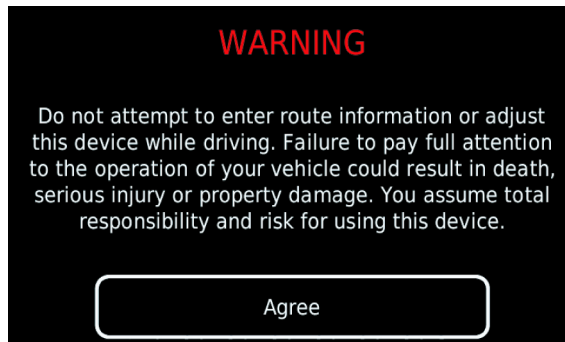 WARNING
Do not attempt to enter route information or adjust
this device while driving. Failure to pay full attention
to the operation of your vehicle could result in death,
serious injury or property damage. You assume total
responsibility and risk for using this device.
Agree